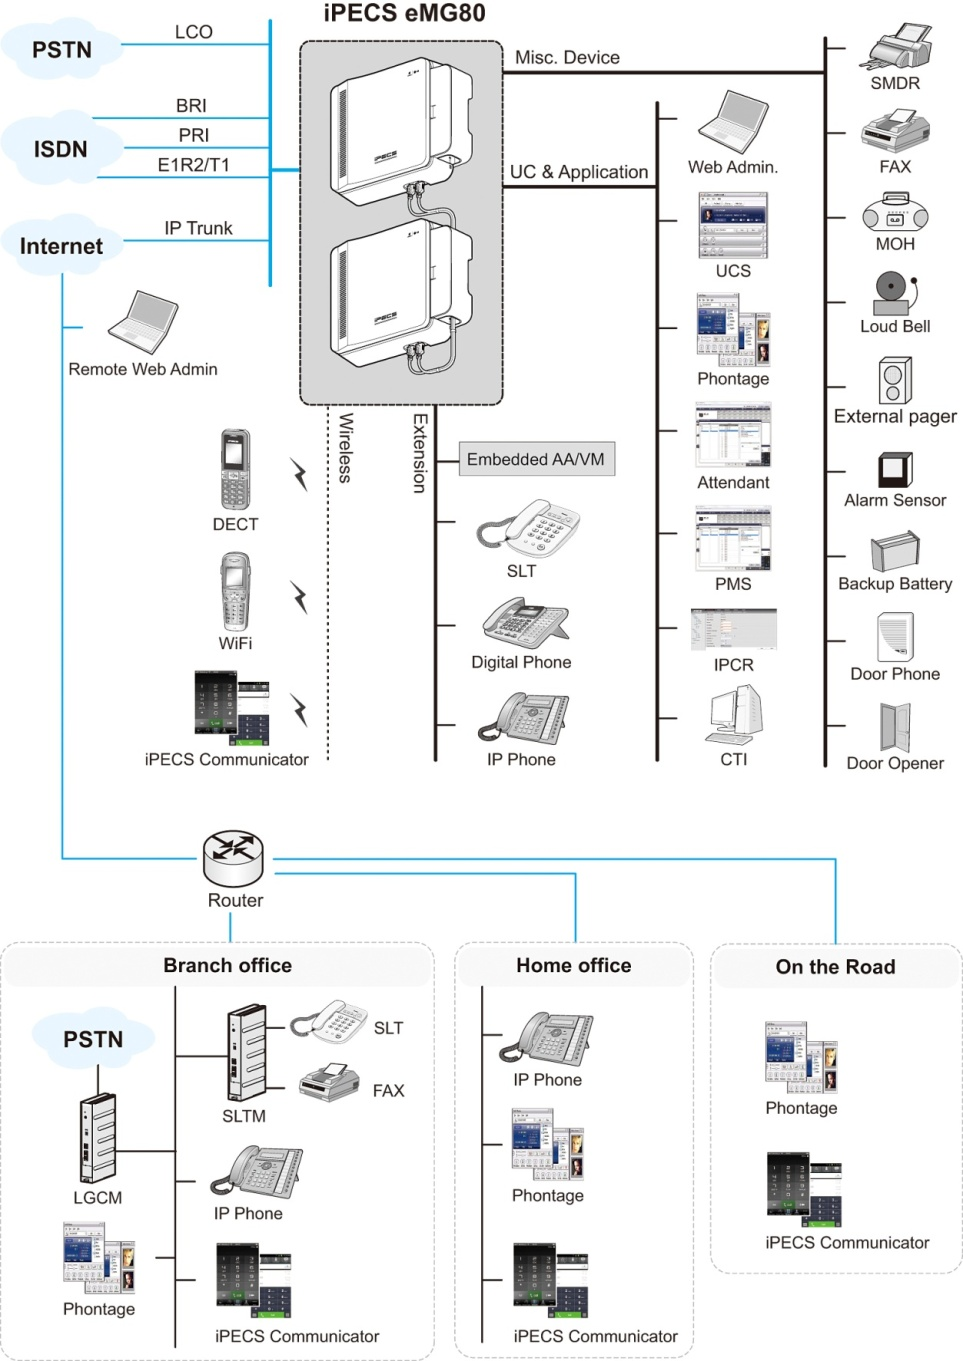 iPECS eMG80
PSTN
LCO
ISDN
BRI
PRI
E1R2/T1
Internet
IP Trunk
Remote Web Admin
iPECS
iPECS
Misc. Device
UC & Application
SMDR
FAX
MOH
Loud Bell
External pager
Alarm Sensor
Backup Battery
Door Phone
Door Opener
Web Admin.
UCS
Phontage
Attendant
PMS
IPCR
CTI
Wireless
Extension
DECT
WiFi
iPECS Communicator
Embedded AA/VM
SLT
Digital Phone
IP Phone
Router
Branch office
PSTN
LGCM
Phontage
SLTM
SLT
FAX
IP Phone
iPECS Communicator
Home office
IP Phone
Phontage
iPECS Communicator
On the Road
Phontage
iPECS Communicator